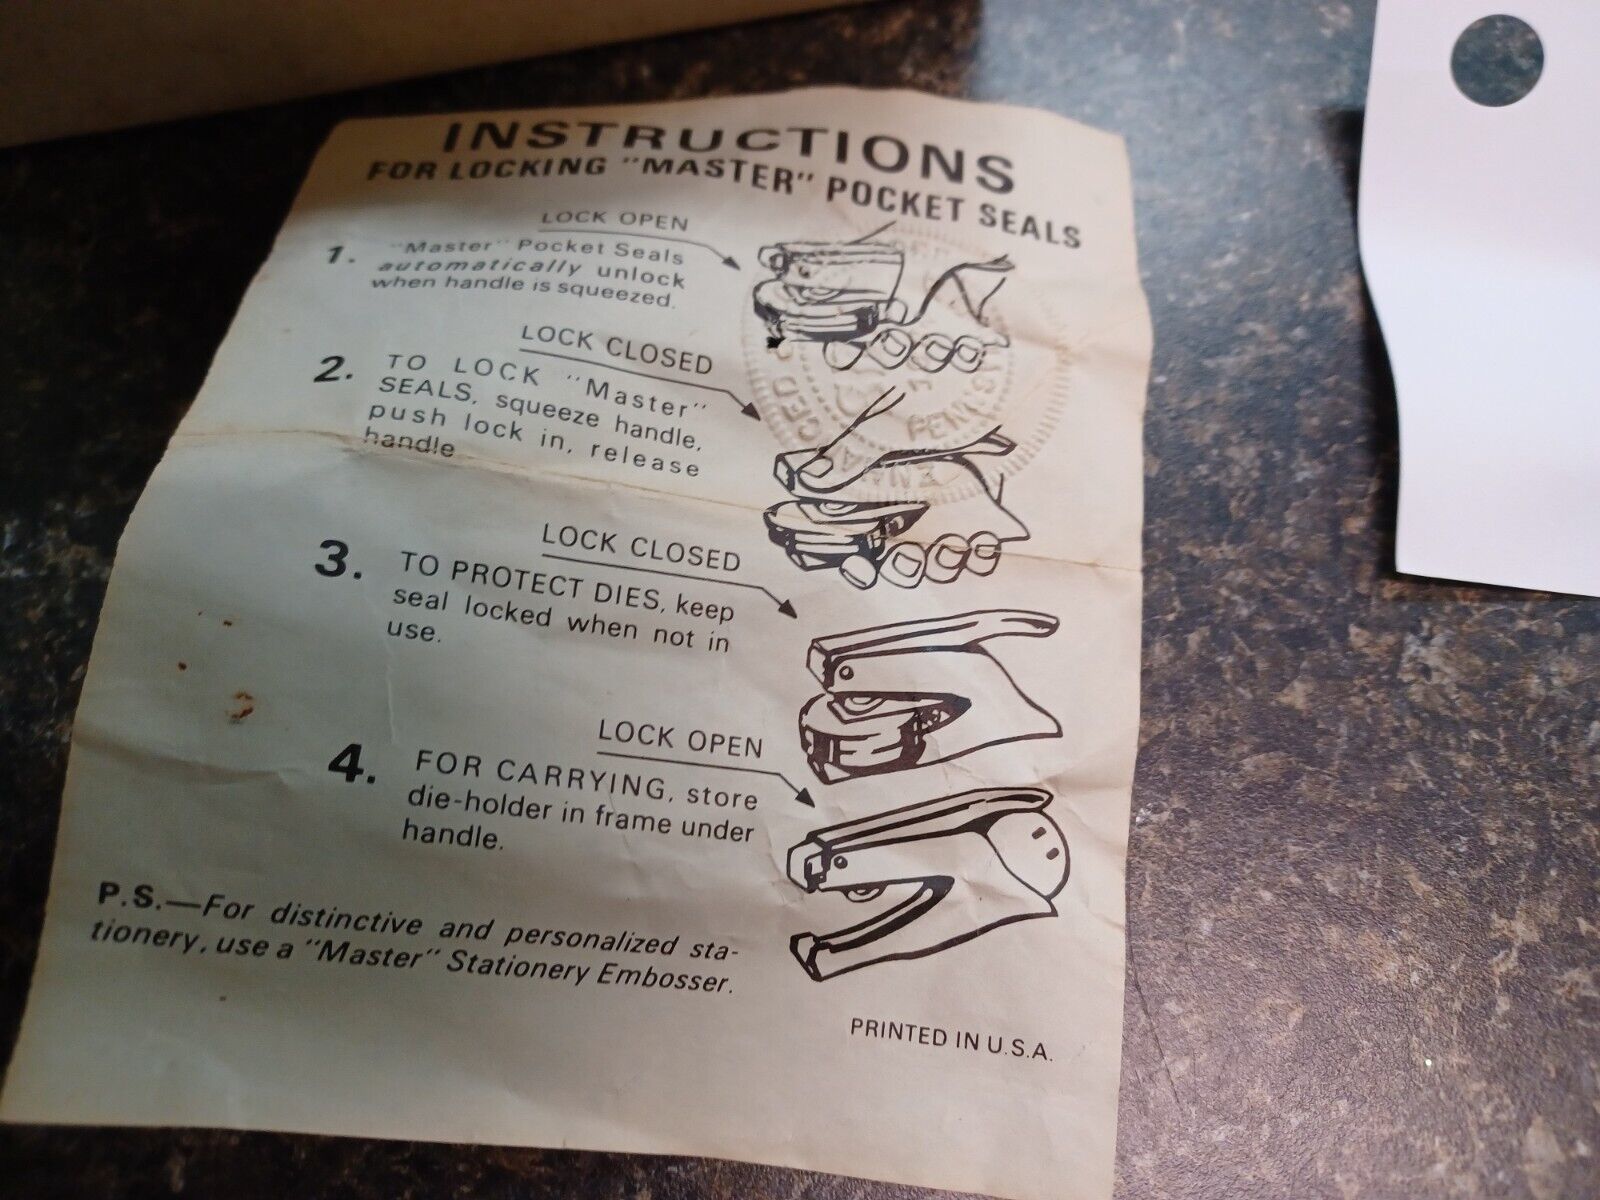 INSTRUCTIONS
FOR LOCKING "MASTER" POCKET SEALS
LOCK OPEN
1. "Master" Pocket Seals
automatically unlock
when handle is squeezed.
LOCK CLOSED
2. TO LOCK "Master"
SEALS, squeeze handle,
push lock in, release
handle
LOCK CLOSED
3. TO PROTECT DIES, keep
seal locked when not in
use.
LOCK OPEN
4. FOR CARRYING, store
die-holder in frame under
handle.
P.S.—For distinctive and personalized sta-
tionery, use a "Master" Stationery Embosser.
PRINTED IN U.S.A.